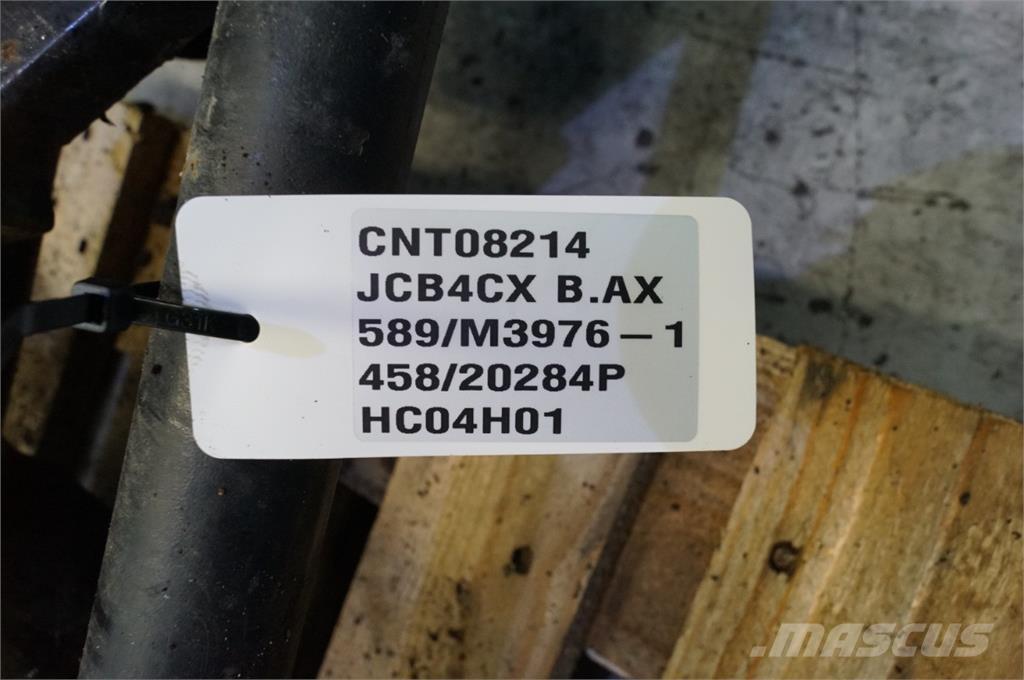 CNT08214
JCB4CX B.AX
589/M3976-1
458/20284P
HC04H01
MASCUS